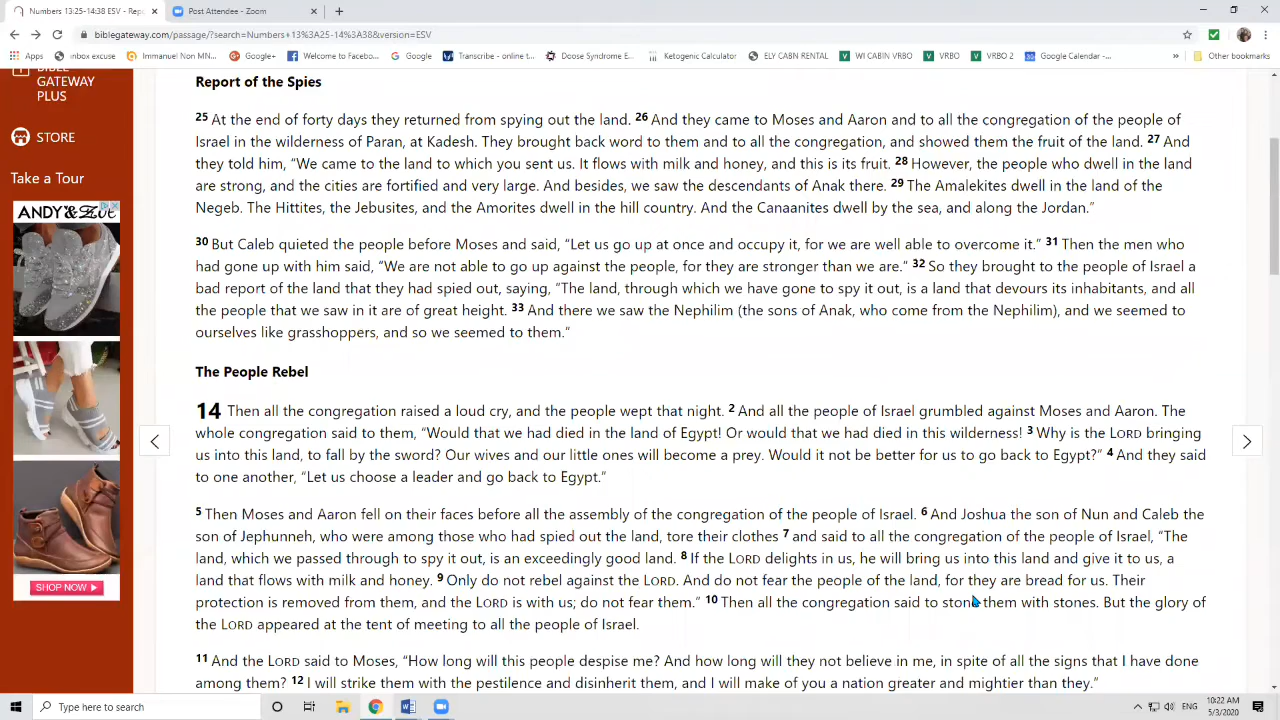 Numbers 13:25-14:38 ESV - Rep
Post Attendee - Zoom
biblegateway.com/passage/?search=Numbers+13%3A25-14%3A38&version=ESV
Apps
inbox excuse
Immanuel Non MN...
Google+
Welcome to Facebo...
Google
Transcribe - online t...
Doose Syndrome E...
Ketogenic Calculator
ELY CABN RENTAL
WI CABIN VRBO
VRBO
VRBO 2
Google Calendar -...
»
Other bookmarks
BIBLE
GATEWAY
PLUS
STORE
Take a Tour
ANDY&Zoe
SHOP NOW
Report of the Spies
25 At the end of forty days they returned from spying out the land. 26 And they came to Moses and Aaron and to all the congregation of the people of
Israel in the wilderness of Paran, at Kadesh. They brought back word to them and to all the congregation, and showed them the fruit of the land. 27 And
they told him, “We came to the land to which you sent us. It flows with milk and honey, and this is its fruit. 28 However, the people who dwell in the land
are strong, and the cities are fortified and very large. And besides, we saw the descendants of Anak there. 29 The Amalekites dwell in the land of the
Negeb. The Hittites, the Jebusites, and the Amorites dwell in the hill country. And the Canaanites dwell by the sea, and along the Jordan.”
30 But Caleb quieted the people before Moses and said, “Let us go up at once and occupy it, for we are well able to overcome it.” 31 Then the men who
had gone up with him said, “We are not able to go up against the people, for they are stronger than we are.” 32 So they brought to the people of Israel a
bad report of the land that they had spied out, saying, “The land, through which we have gone to spy it out, is a land that devours its inhabitants, and all
the people that we saw in it are of great height. 33 And there we saw the Nephilim (the sons of Anak, who come from the Nephilim), and we seemed to
ourselves like grasshoppers, and so we seemed to them.”
The People Rebel
14 Then all the congregation raised a loud cry, and the people wept that night. 2 And all the people of Israel grumbled against Moses and Aaron. The
whole congregation said to them, “Would that we had died in the land of Egypt! Or would that we had died in this wilderness! 3 Why is the LORD bringing
us into this land, to fall by the sword? Our wives and our little ones will become a prey. Would it not be better for us to go back to Egypt?” 4 And they said
to one another, “Let us choose a leader and go back to Egypt.”
5 Then Moses and Aaron fell on their faces before all the assembly of the congregation of the people of Israel. 6 And Joshua the son of Nun and Caleb the
son of Jephunneh, who were among those who had spied out the land, tore their clothes 7 and said to all the congregation of the people of Israel, “The
land, which we passed through to spy it out, is an exceedingly good land. 8 If the LORD delights in us, he will bring us into this land and give it to us, a
land that flows with milk and honey. 9 Only do not rebel against the LORD. And do not fear the people of the land, for they are bread for us. Their
protection is removed from them, and the LORD is with us; do not fear them.” 10 Then all the congregation said to stone them with stones. But the glory of
the LORD appeared at the tent of meeting to all the people of Israel.
11 And the LORD said to Moses, “How long will this people despise me? And how long will they not believe in me, in spite of all the signs that I have done
among them? 12 I will strike them with the pestilence and disinherit them, and I will make of you a nation greater and mightier than they.”
Type here to search
ENG
10:22 AM
5/3/2020